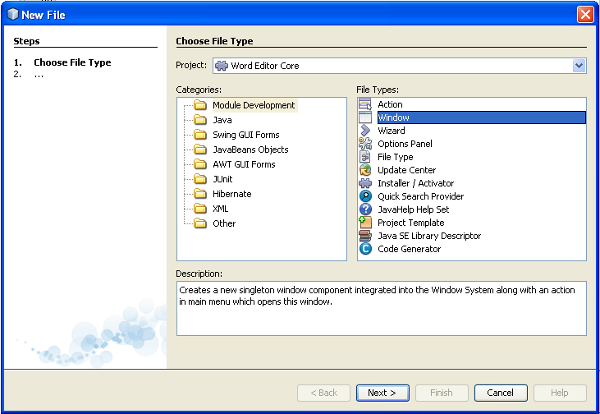 New File
Steps
1. Choose File Type
2. ...
Choose File Type
Project: Word Editor Core
Categories:
Module Development
Java
Swing GUI Forms
JavaBeans Objects
AWT GUI Forms
JUnit
Hibernate
XML
Other
File Types:
Action
Window
Wizard
Options Panel
File Type
Update Center
Installer / Activator
Quick Search Provider
JavaHelp Help Set
Project Template
Java SE Library Descriptor
Code Generator
Description:
Creates a new singleton window component integrated into the Window System along with an action
in main menu which opens this window.
< Back
Next >
Finish
Cancel
Help